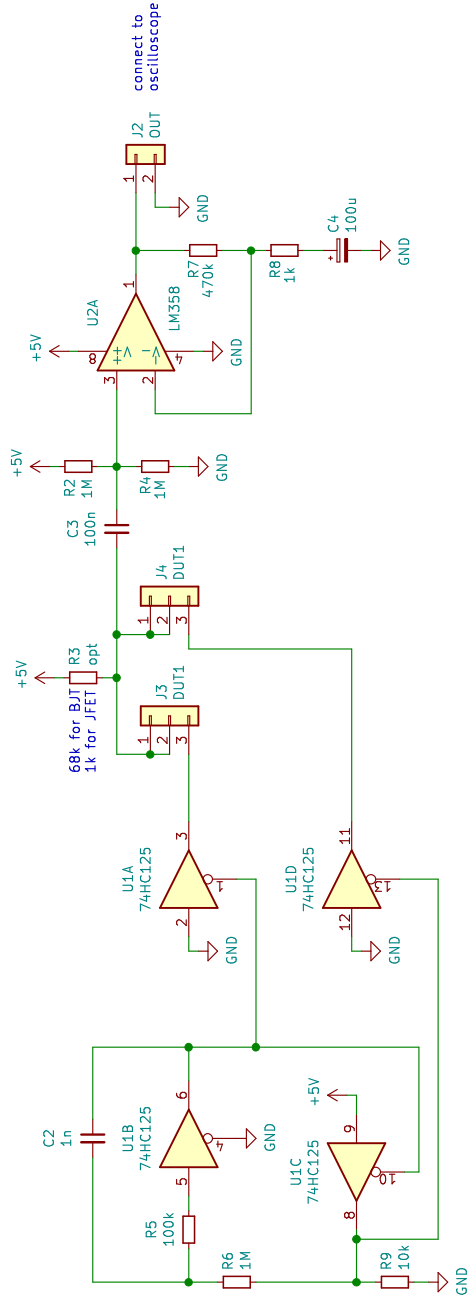 connect to
oscilloscope
J2
OUT
1
2
GND
C4
100u
GND
R7
470k
R8
1k
U2A
LM358
+5V
8
V+
+
V-
-
4
1
3
2
GND
+5V
R2
1M
R4
1M
GND
C3
100n
J4
DUT1
1
2
3
+5V
R3
opt
68k for BJT
1k for JFET
J3
DUT1
1
2
3
U1A
74HC125
3
1
2
GND
U1D
74HC125
11
13
12
GND
C2
1n
U1B
74HC125
6
4
5
GND
+5V
U1C
74HC125
9
10
8
R5
100k
R6
1M
R9
10k
GND